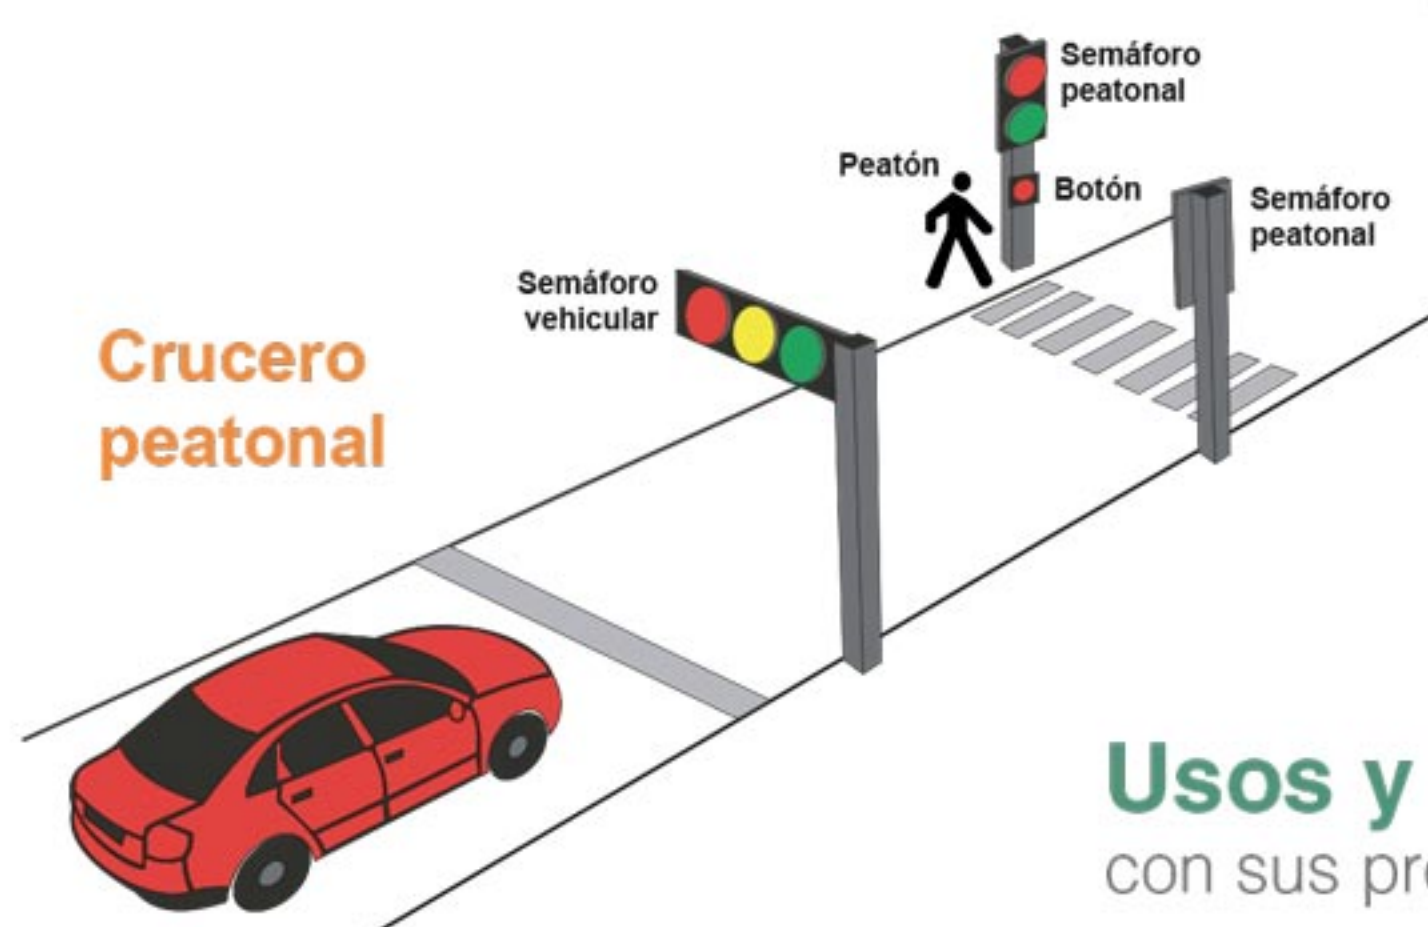 Semáforo
peatonal
Peatón
Botón
Semáforo
peatonal
Semáforo
vehicular
Crucero
peatonal
Usos y
con sus